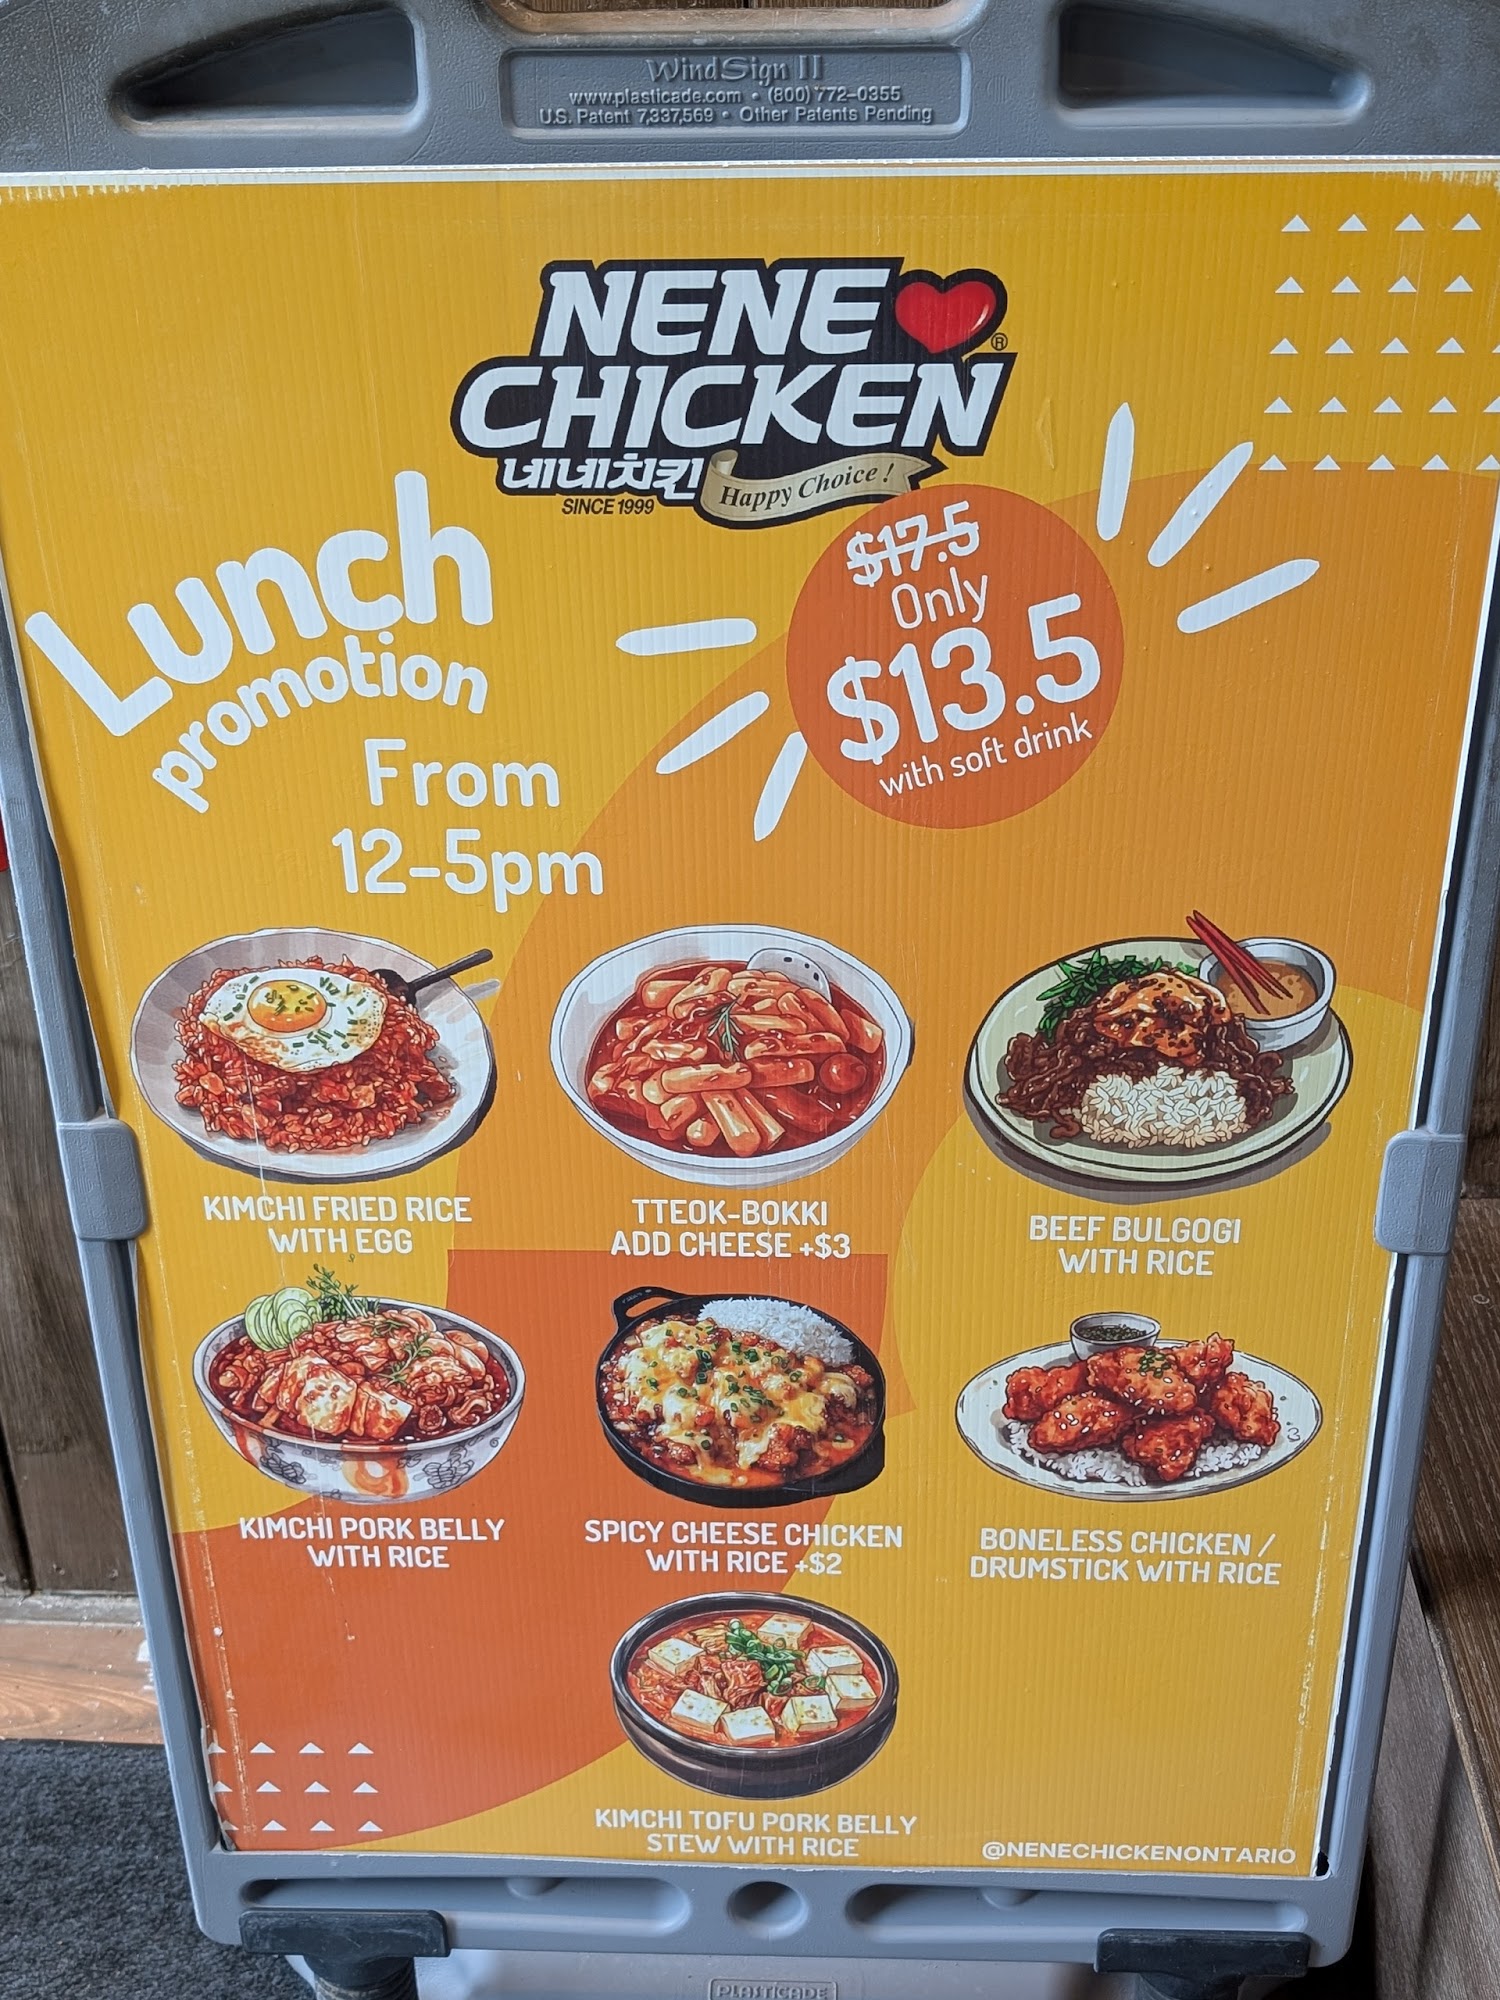 WindSign II
www.plasticade.com • (800) 772-0355
U.S. Patent 7,337,569 • Other Patents Pending
NENE
CHICKEN
네네치킨
Happy Choice !
SINCE 1999
Lunch
promotion
From
12-5pm
$17.5
Only
$13.5
with soft drink
KIMCHI FRIED RICE
WITH EGG
TTEOK-BOKKI
ADD CHEESE +$3
BEEF BULGOGI
WITH RICE
KIMCHI PORK BELLY
WITH RICE
SPICY CHEESE CHICKEN
WITH RICE +$2
BONELESS CHICKEN /
DRUMSTICK WITH RICE
KIMCHI TOFU PORK BELLY
STEW WITH RICE
@NENECHICKENONTARIO
PLASTICADE